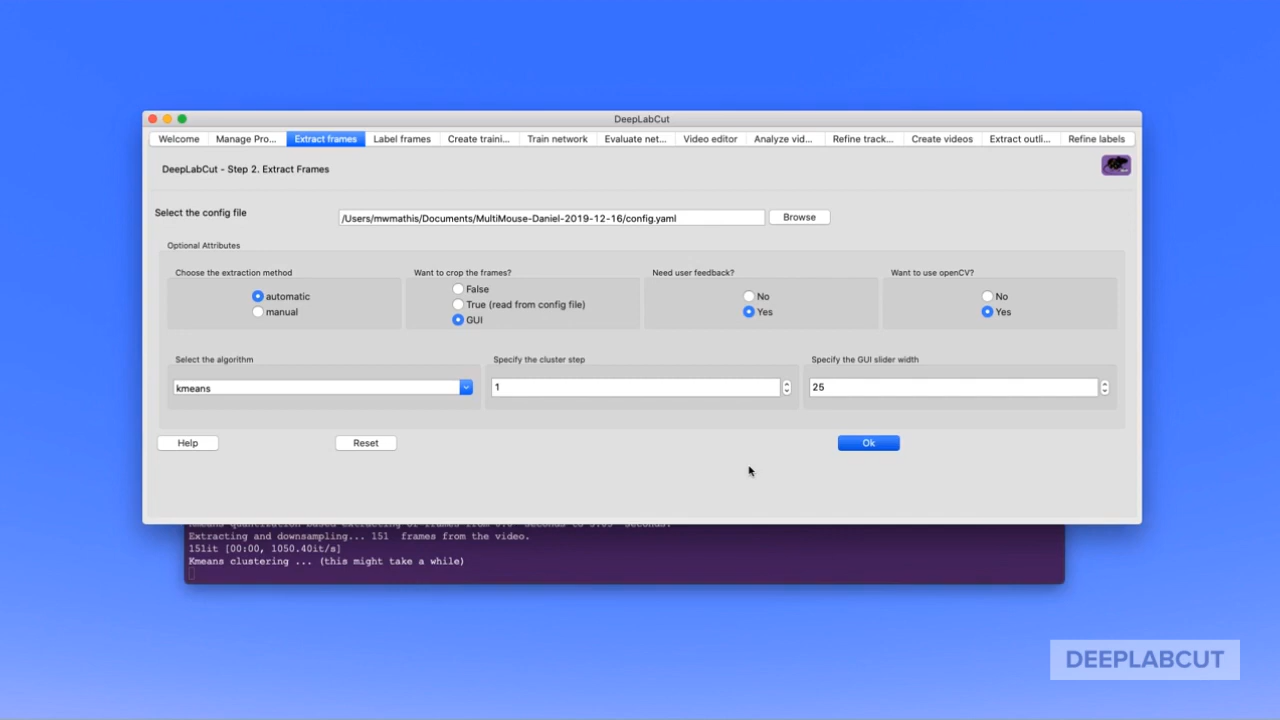 DeepLabCut
Welcome Manage Pro... Extract frames Label frames Create traini... Train network Evaluate net... Video editor Analyze vid... Refine track... Create videos Extract outli... Refine labels
DeepLabCut - Step 2. Extract Frames
Select the config file /Users/mwmathis/Documents/MultiMouse-Daniel-2019-12-16/config.yaml Browse
Optional Attributes
Choose the extraction method Want to crop the frames? Need user feedback? Want to use openCV?
False
automatic No No
True (read from config file)
manual Yes Yes
GUI
Select the algorithm Specify the cluster step Specify the GUI slider width
kmeans 1 25
Help Reset Ok
Extracting and downsampling... 151 frames from the video.
151it [00:00, 1050.40it/s]
Kmeans clustering ... (this might take a while)
DEEPLABCUT